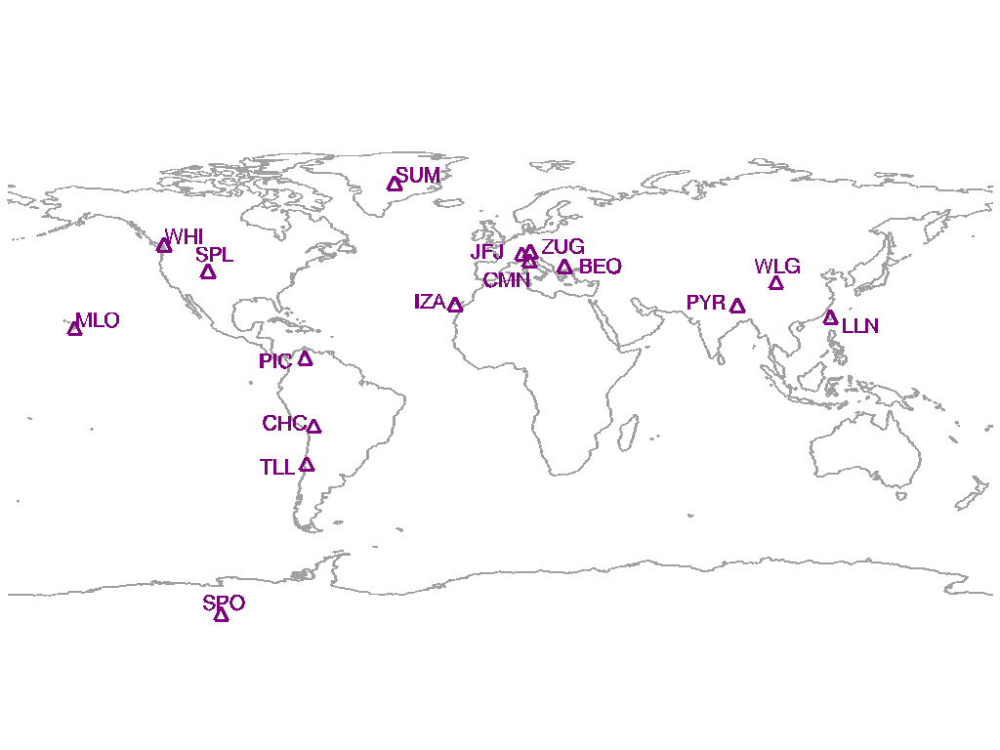 SUM
WHI
SPL
JFJ
ZUG
BEO
CMN
WLG
IZA
PYR
MLO
LLN
PIC
CHC
TLL
SPO